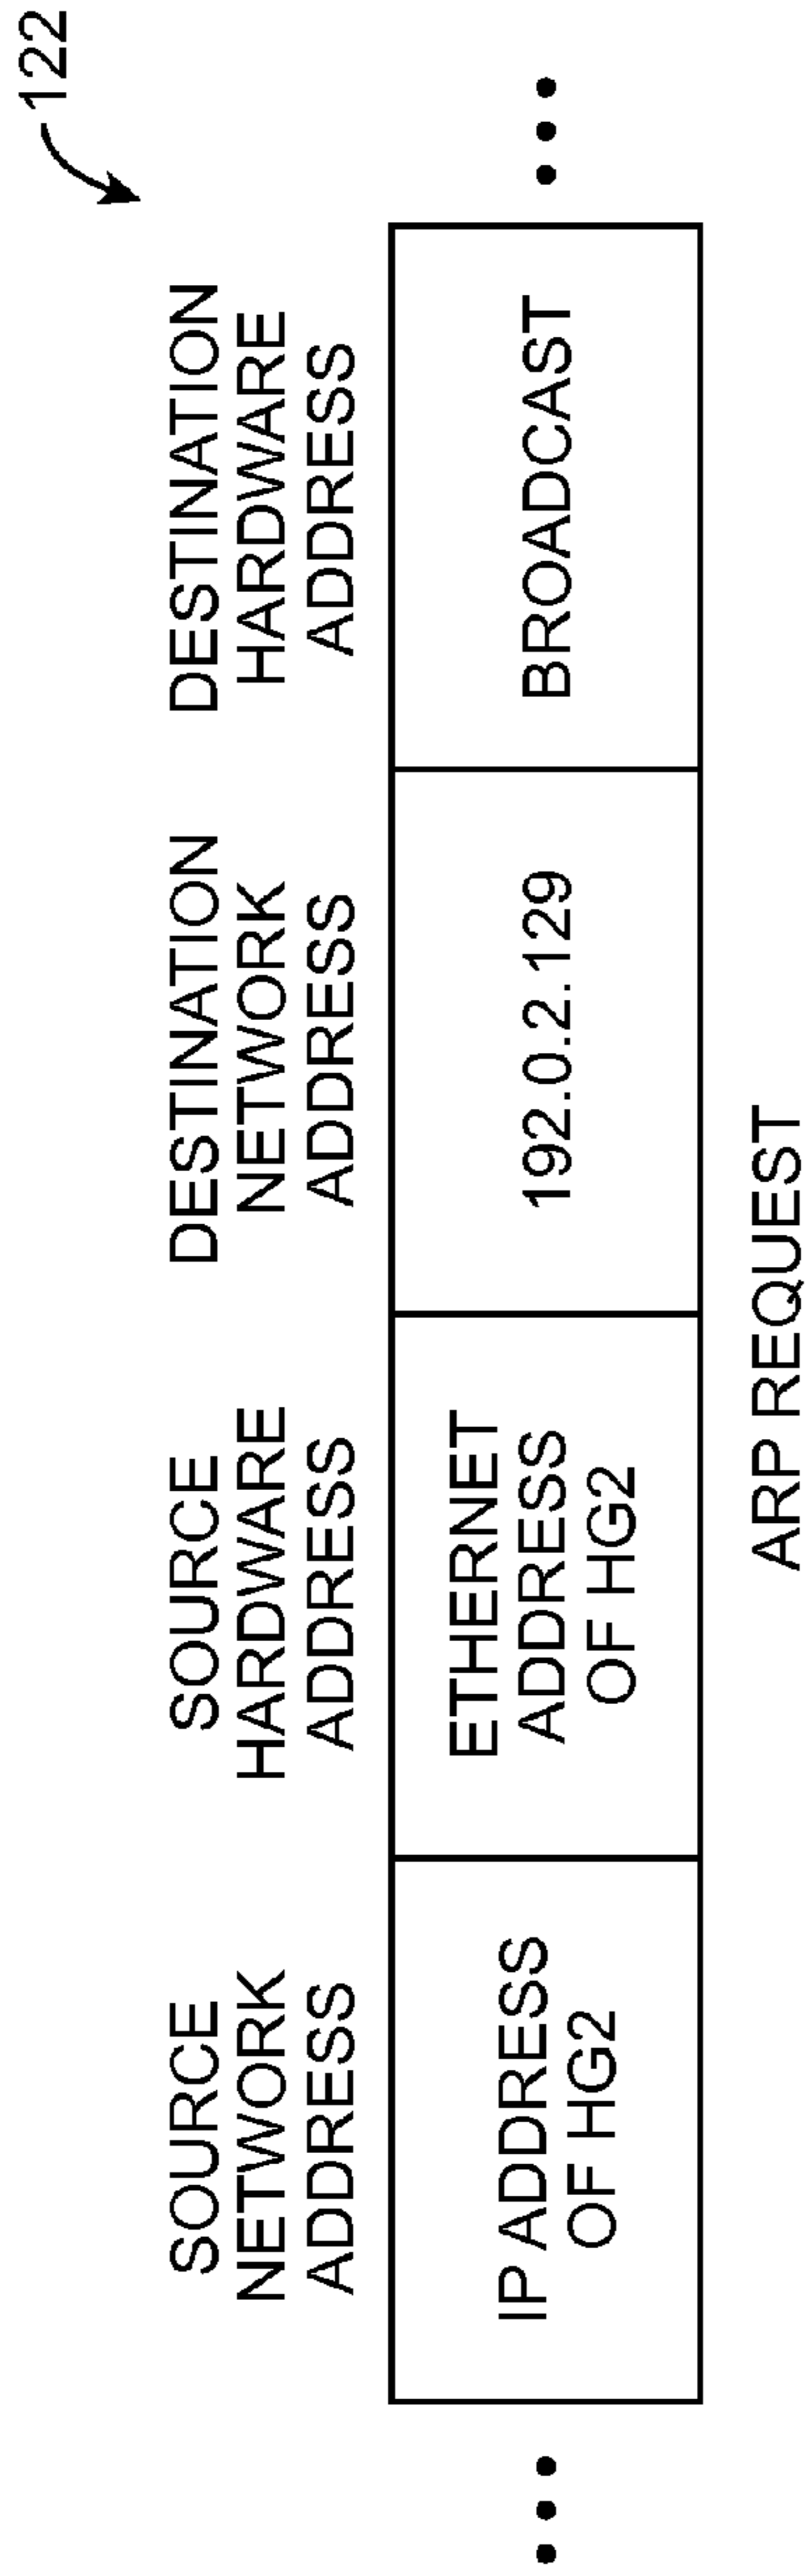 122
SOURCE
NETWORK
ADDRESS
SOURCE
HARDWARE
ADDRESS
DESTINATION
NETWORK
ADDRESS
DESTINATION
HARDWARE
ADDRESS
IP ADDRESS
OF HG2
ETHERNET
ADDRESS
OF HG2
192.0.2.129
BROADCAST
ARP REQUEST